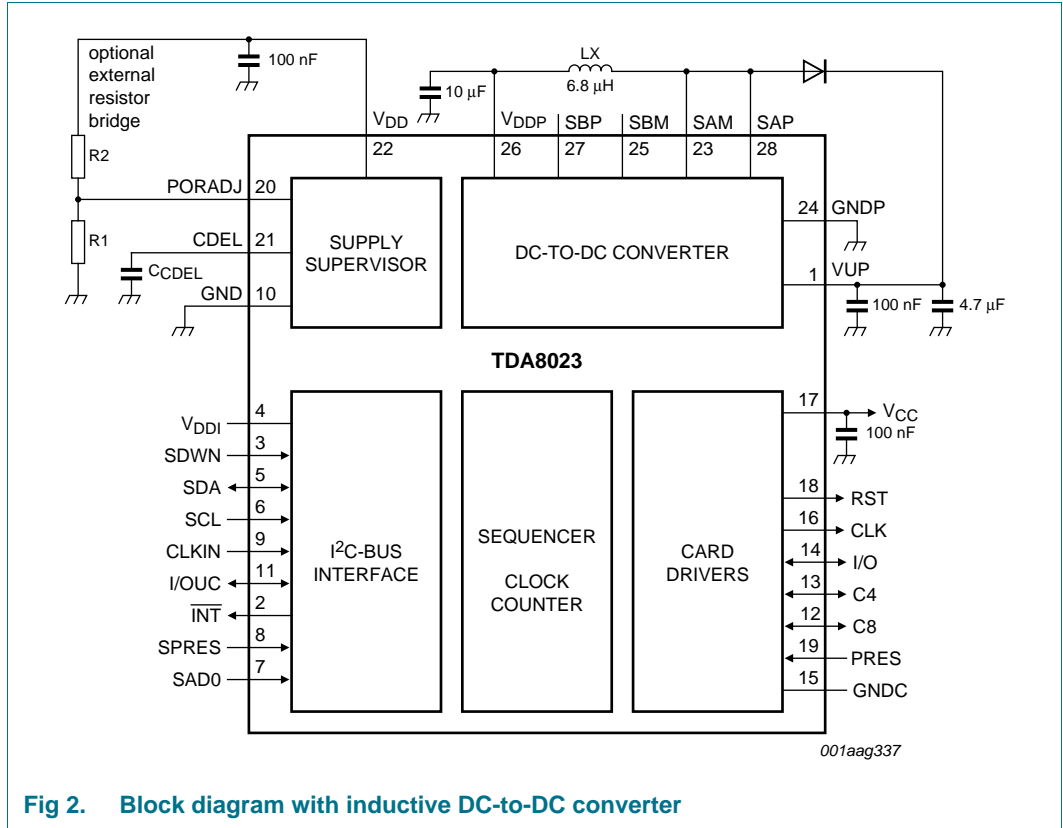 optional
external
resistor
bridge
100 nF
LX
6.8 μH
10 μF
R2
R1
VDD
22
VDDP
26
SBP
27
SBM
25
SAM
23
SAP
28
PORADJ 20
CDEL 21
CCDEL
GND 10
SUPPLY
SUPERVISOR
DC-TO-DC CONVERTER
24 GNDP
1 VUP
100 nF
4.7 μF
TDA8023
VDDI 4
SDWN 3
SDA 5
SCL 6
CLKIN 9
I/OUC 11
INT 2
SPRES 8
SAD0 7
I2C-BUS
INTERFACE
SEQUENCER
CLOCK
COUNTER
CARD
DRIVERS
17 VCC
100 nF
18 RST
16 CLK
14 I/O
13 C4
12 C8
19 PRES
15 GNDC
001aag337
Fig 2. Block diagram with inductive DC-to-DC converter